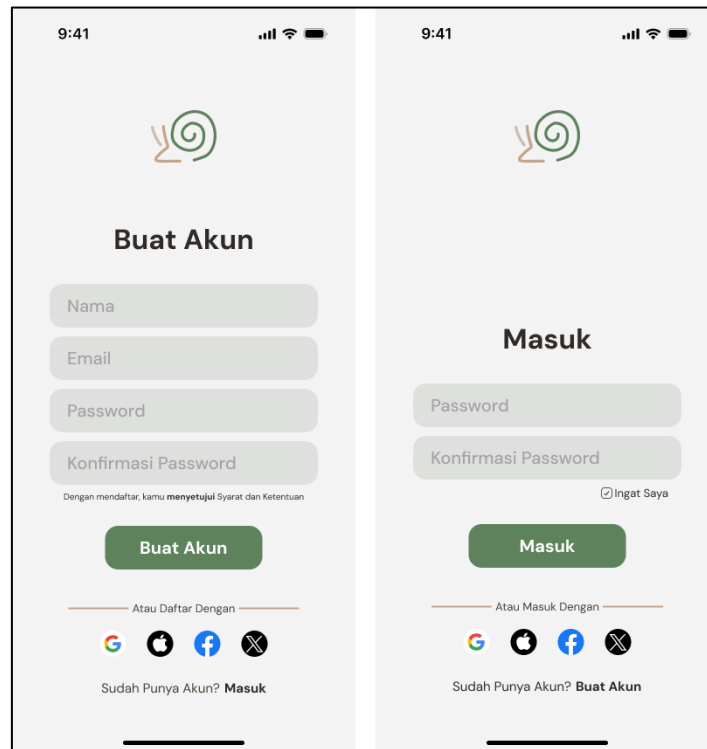 9:41
Buat Akun
Nama
Email
Password
Konfirmasi Password
Dengan mendaftar, kamu menyetujui Syarat dan Ketentuan
Buat Akun
Atau Daftar Dengan
Sudah Punya Akun? Masuk
9:41
Masuk
Password
Konfirmasi Password
Ingat Saya
Masuk
Atau Masuk Dengan
Sudah Punya Akun? Buat Akun